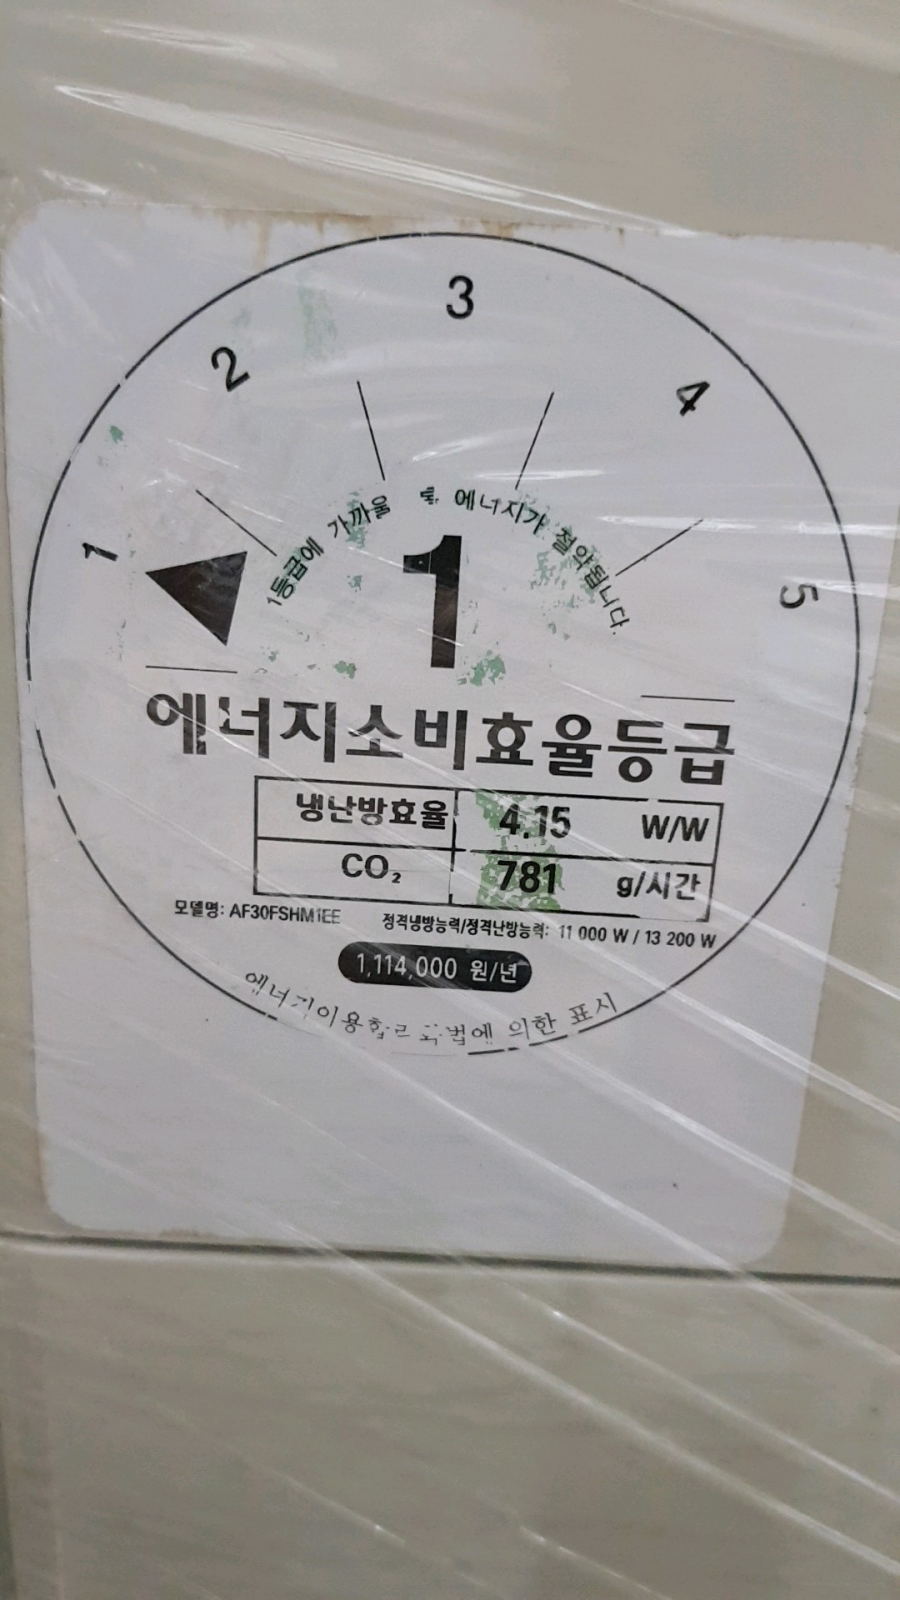 1
2
3
4
5
1등급에 가까울 에너지가 절약됩니다.
1
에너지소비효율등급
냉난방효율 4.15 W/W
CO₂ 781 g/시간
모델명: AF30FSHM1EE 정격냉방능력/정격난방능력: 11 000 W / 13 200 W
1,114,000 원/년
의한 표시